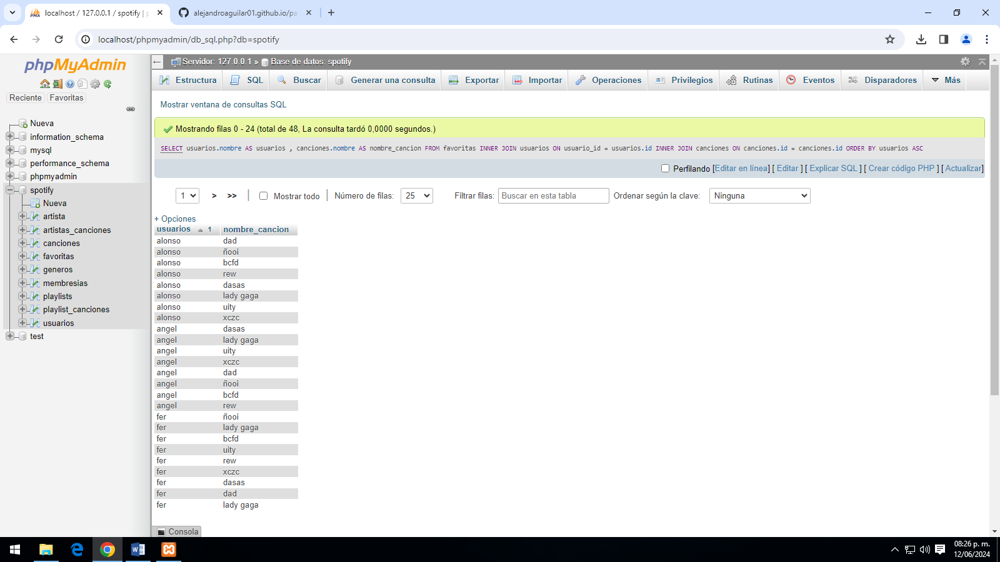 localhost / 127.0.0.1 / spotify | p
alejandroaguilar01.github.io/pa
localhost/phpmyadmin/db_sql.php?db=spotify
phpMyAdmin
Reciente Favoritas
Nueva
information_schema
mysql
performance_schema
phpmyadmin
spotify
Nueva
artista
artistas_canciones
canciones
favoritas
generos
membresias
playlists
playlist_canciones
usuarios
test
Servidor: 127.0.0.1 » Base de datos: spotify
Estructura SQL Buscar Generar una consulta Exportar Importar Operaciones Privilegios Rutinas Eventos Disparadores Más
Mostrar ventana de consultas SQL
Mostrando filas 0 - 24 (total de 48, La consulta tardó 0,0000 segundos.)
SELECT usuarios.nombre AS usuarios , canciones.nombre AS nombre_cancion FROM favoritas INNER JOIN usuarios ON usuario_id = usuarios.id INNER JOIN canciones ON canciones.id = canciones.id ORDER BY usuarios ASC
Perfilando [Editar en línea] [ Editar ] [ Explicar SQL ] [ Crear código PHP ] [ Actualizar]
1 > >> | Mostrar todo | Número de filas: 25 Filtrar filas: Buscar en esta tabla Ordenar según la clave: Ninguna
+ Opciones
usuarios 1 nombre_cancion
alonso dad
alonso ñooi
alonso bcfd
alonso rew
alonso dasas
alonso lady gaga
alonso uity
alonso xczc
angel dasas
angel lady gaga
angel uity
angel xczc
angel dad
angel ñooi
angel bcfd
angel rew
fer ñooi
fer lady gaga
fer bcfd
fer uity
fer rew
fer xczc
fer dasas
fer dad
fer lady gaga
Consola
08:26 p. m.
12/06/2024